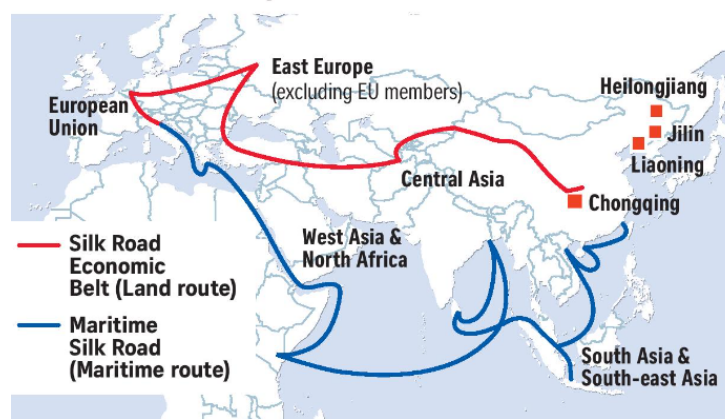 East Europe
(excluding EU members)
European
Union
Heilongjiang
Jilin
Liaoning
Central Asia
Chongqing
West Asia &
North Africa
Silk Road
Economic
Belt (Land route)
Maritime
Silk Road
(Maritime route)
South Asia &
South-east Asia